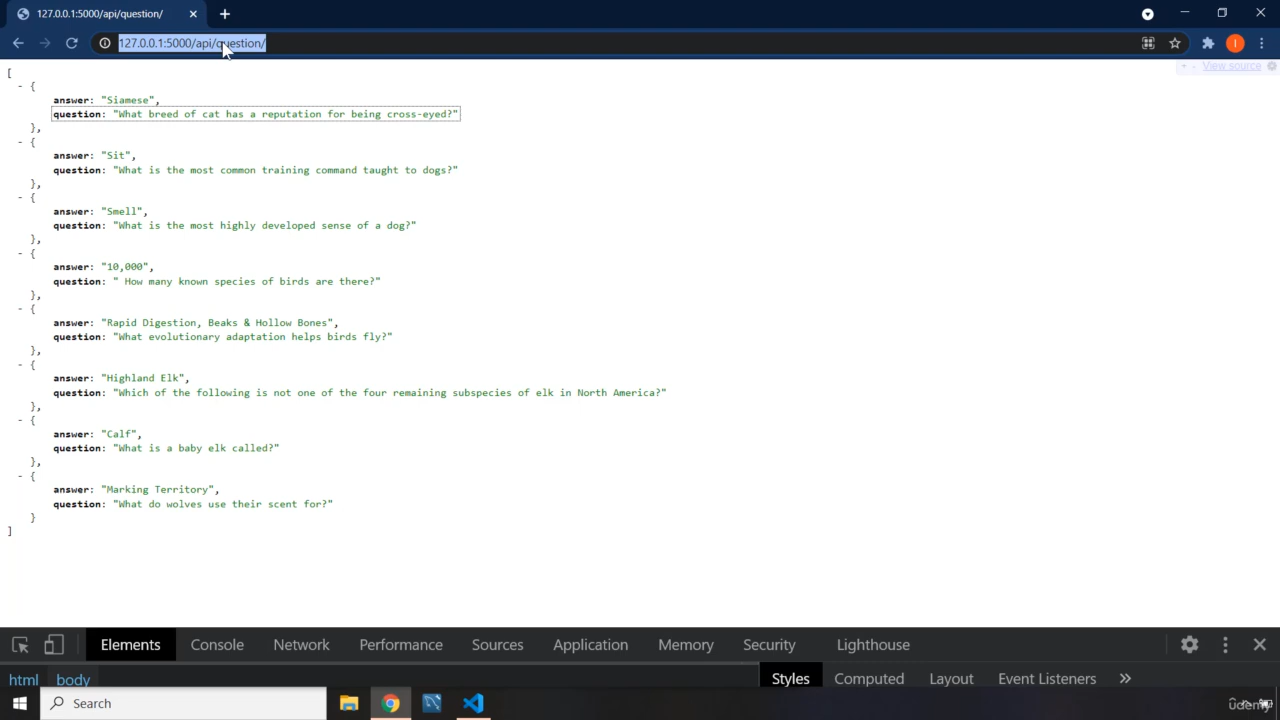 127.0.0.1:5000/api/question/
127.0.0.1:5000/api/question/
View source
[
- {
answer: "Siamese",
question: "What breed of cat has a reputation for being cross-eyed?"
},
- {
answer: "Sit",
question: "What is the most common training command taught to dogs?"
},
- {
answer: "Smell",
question: "What is the most highly developed sense of a dog?"
},
- {
answer: "10,000",
question: " How many known species of birds are there?"
},
- {
answer: "Rapid Digestion, Beaks & Hollow Bones",
question: "What evolutionary adaptation helps birds fly?"
},
- {
answer: "Highland Elk",
question: "Which of the following is not one of the four remaining subspecies of elk in North America?"
},
- {
answer: "Calf",
question: "What is a baby elk called?"
},
- {
answer: "Marking Territory",
question: "What do wolves use their scent for?"
}
]
Elements Console Network Performance Sources Application Memory Security Lighthouse
html body Styles Computed Layout Event Listeners »
Search
udemy